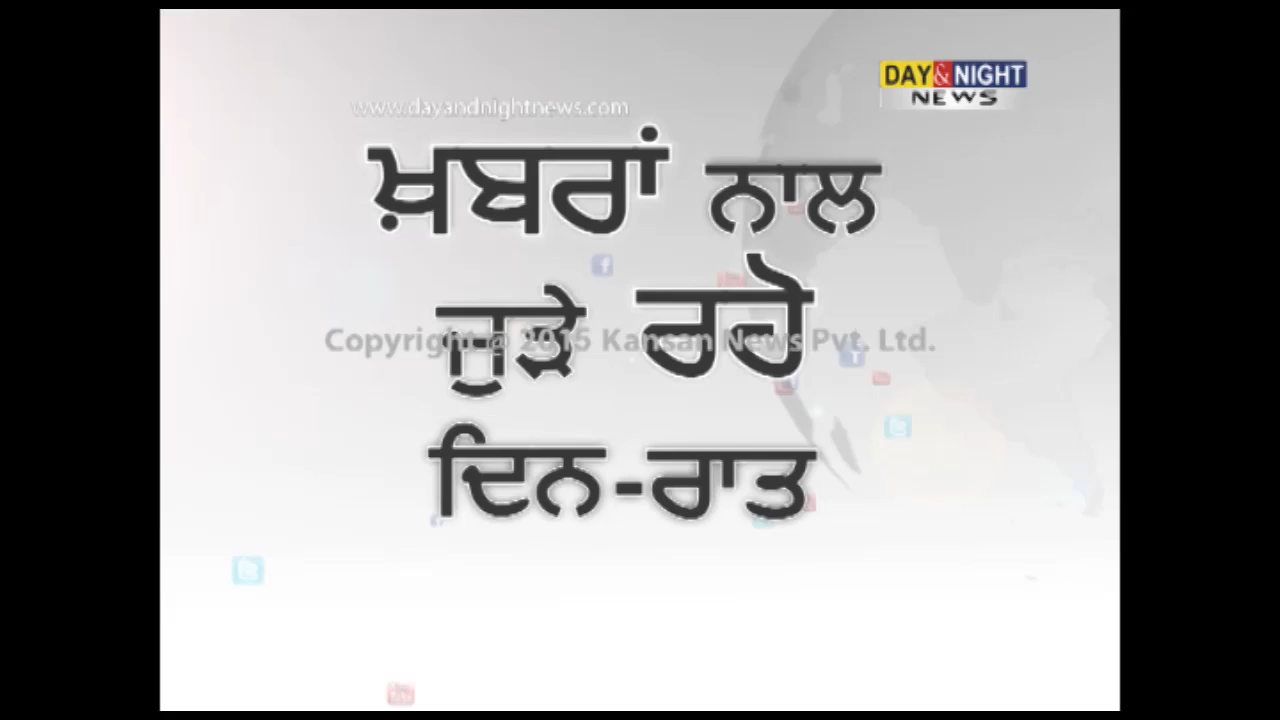 DAY & NIGHT
NEWS
www.dayandnightnews.com
ਖ਼ਬਰਾਂ ਨਾਲ
ਜੁੜੇ ਰਹੋ
Copyright @ 2015 Kansan News Pvt. Ltd.
ਦਿਨ-ਰਾਤ